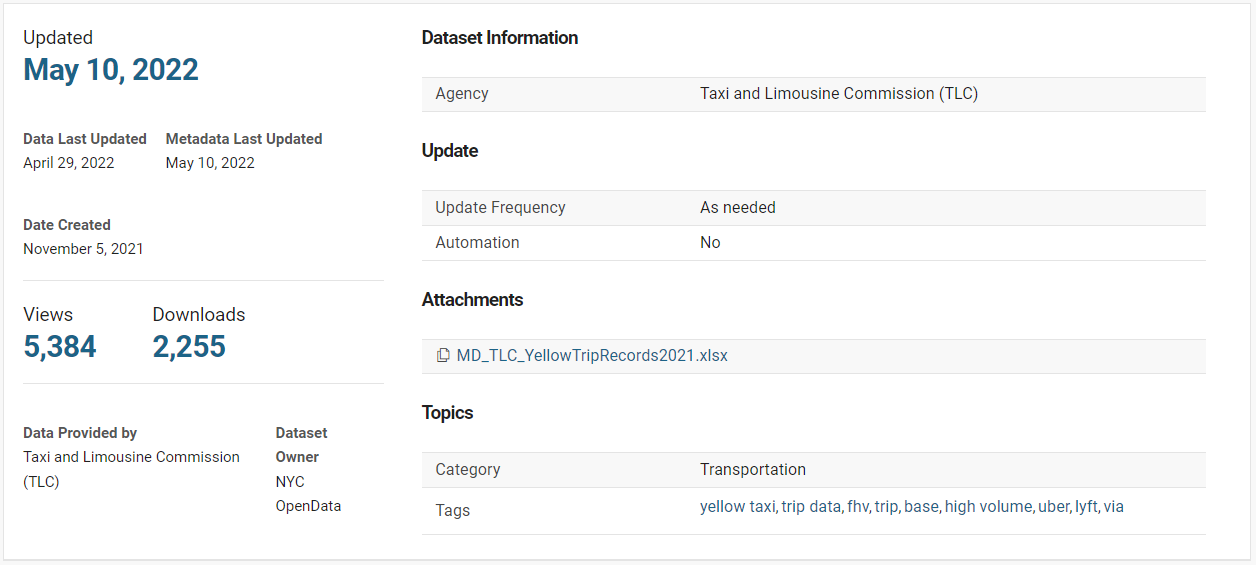 Updated
May 10, 2022
Data Last Updated
April 29, 2022
Metadata Last Updated
May 10, 2022
Date Created
November 5, 2021
Views
5,384
Downloads
2,255
Data Provided by
Taxi and Limousine Commission
(TLC)
Dataset
Owner
NYC
OpenData
Dataset Information
Agency Taxi and Limousine Commission (TLC)
Update
Update Frequency As needed
Automation No
Attachments
MD_TLC_YellowTripRecords2021.xlsx
Topics
Category Transportation
Tags yellow taxi, trip data, fhv, trip, base, high volume, uber, lyft, via